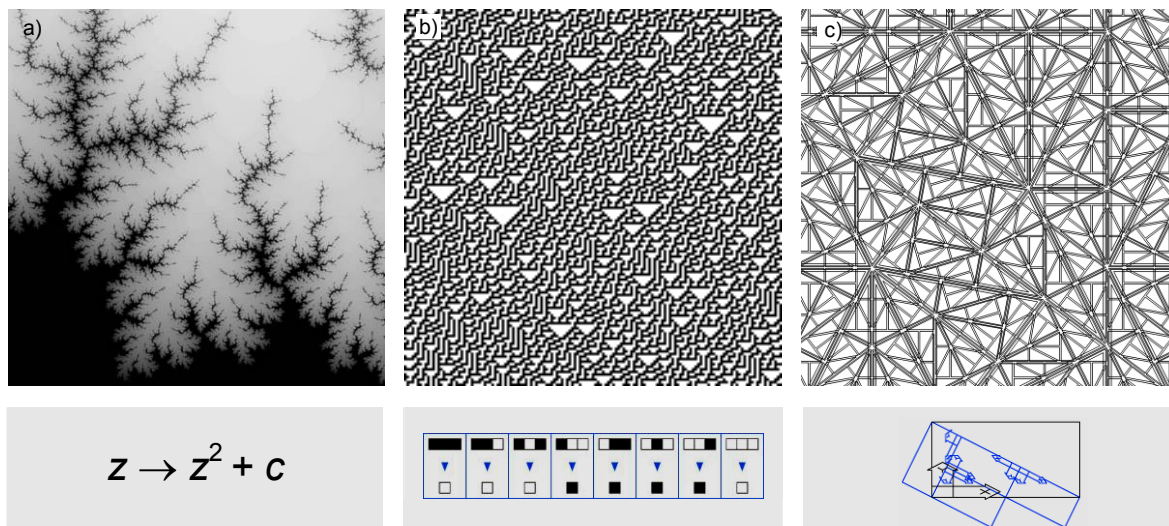 a)
b)
c)
z → z² + c
x